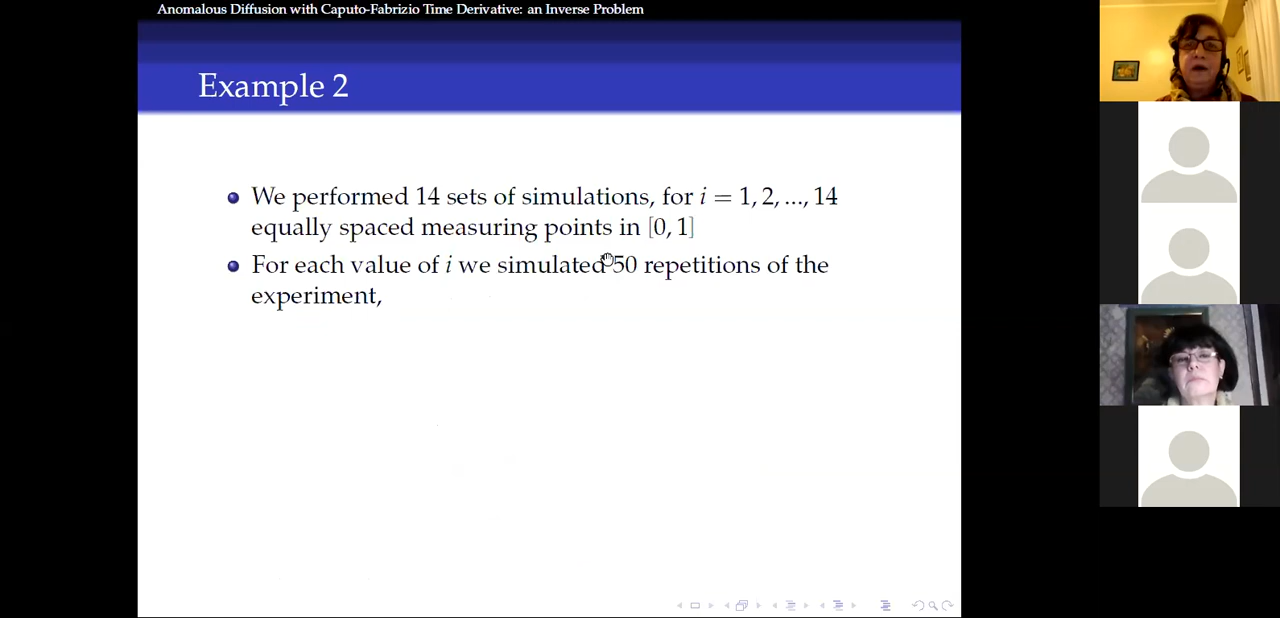 Anomalous Diffusion with Caputo-Fabrizio Time Derivative: an Inverse Problem
Example 2
We performed 14 sets of simulations, for i = 1, 2, ..., 14
equally spaced measuring points in [0, 1]
For each value of i we simulated 50 repetitions of the
experiment,